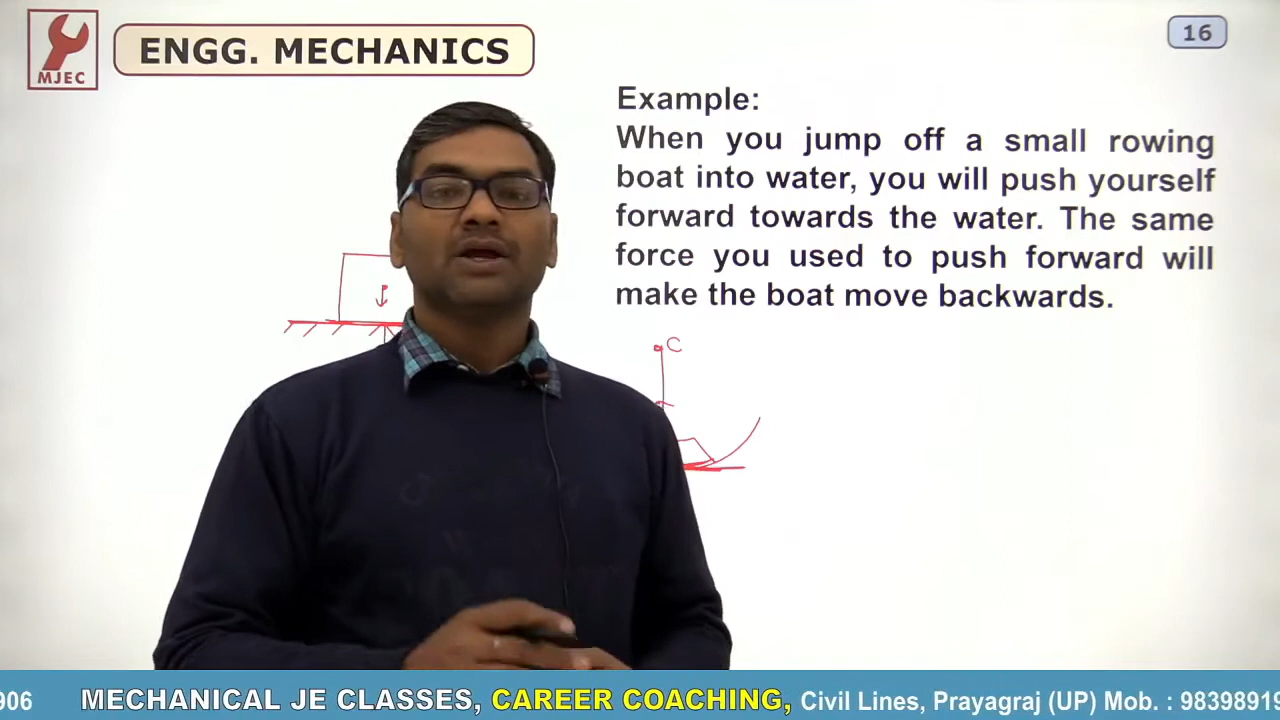 MJEC
ENGG. MECHANICS
16
Example:
When you jump off a small rowing
boat into water, you will push yourself
forward towards the water. The same
force you used to push forward will
make the boat move backwards.
C
906 MECHANICAL JE CLASSES, CAREER COACHING, Civil Lines, Prayagraj (UP) Mob. : 98398919